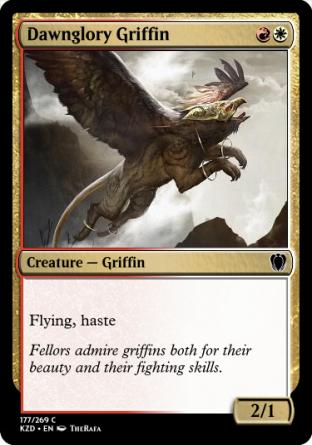 Dawnglory Griffin
Creature — Griffin
Flying, haste
Fellors admire griffins both for their
beauty and their fighting skills.
2/1
177/269 C
KZD • EN TheRafa